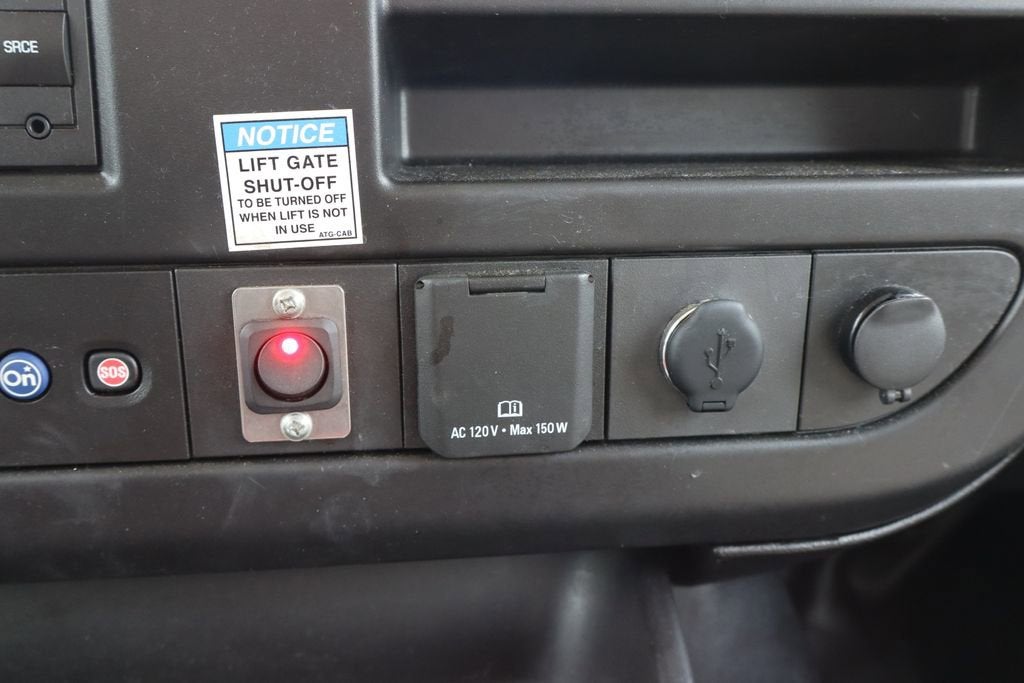 SRCE
NOTICE
LIFT GATE
SHUT-OFF
TO BE TURNED OFF
WHEN LIFT IS NOT
IN USE
ATG-CAB
On
SOS
AC 120 V • Max 150 W